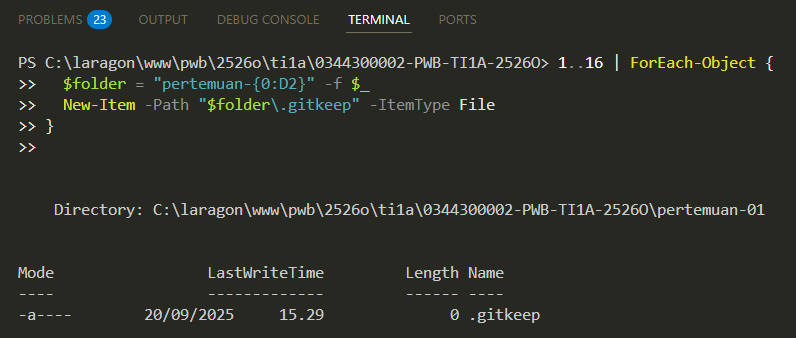 PROBLEMS 23 OUTPUT DEBUG CONSOLE TERMINAL PORTS
PS C:\laragon\www\pwb\2526o\ti1a\0344300002-PWB-TI1A-2526O> 1..16 | ForEach-Object {
>>   $folder = "pertemuan-{0:D2}" -f $_
>>   New-Item -Path "$folder\.gitkeep" -ItemType File
>> }
>>
    Directory: C:\laragon\www\pwb\2526o\ti1a\0344300002-PWB-TI1A-2526O\pertemuan-01
Mode                 LastWriteTime         Length Name
----                 -------------         ------ ----
-a----        20/09/2025     15.29              0 .gitkeep